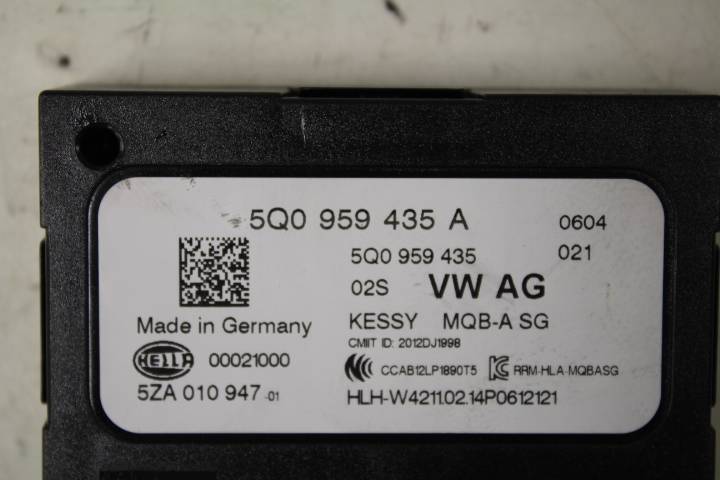 5Q0 959 435 A
0604
5Q0 959 435
021
02S VW AG
Made in Germany
KESSY MQB-A SG
CMIIT ID: 2012DJ1998
HELLA 00021000
CCAB12LP1890T5
RRM-HLA-MQBASG
5ZA 010 947 -01
HLH-W4211.02.14P0612121